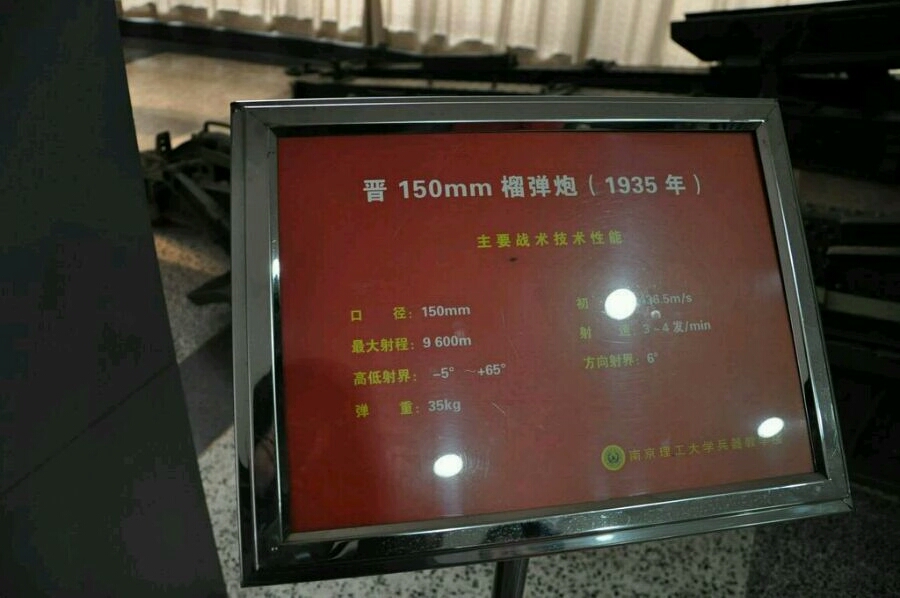 晋 150mm 榴弹炮（1935 年）
主要战术技术性能
口 径：150mm
最大射程：9 600m
高低射界：-5° ~+65°
弹 重：35kg
初 36.5m/s
射 速：3~4 发/min
方向射界：6°
南京理工大学兵器